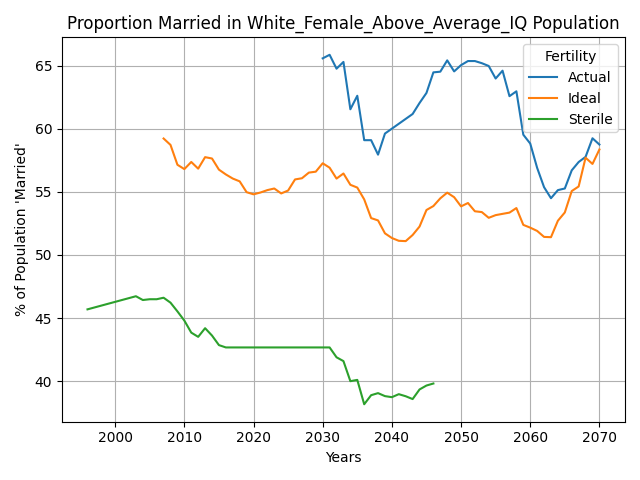 Proportion Married in White_Female_Above_Average_IQ Population
% of Population 'Married'
65
60
55
50
45
40
Fertility
Actual
Ideal
Sterile
2000 2010 2020 2030 2040 2050 2060 2070
Years